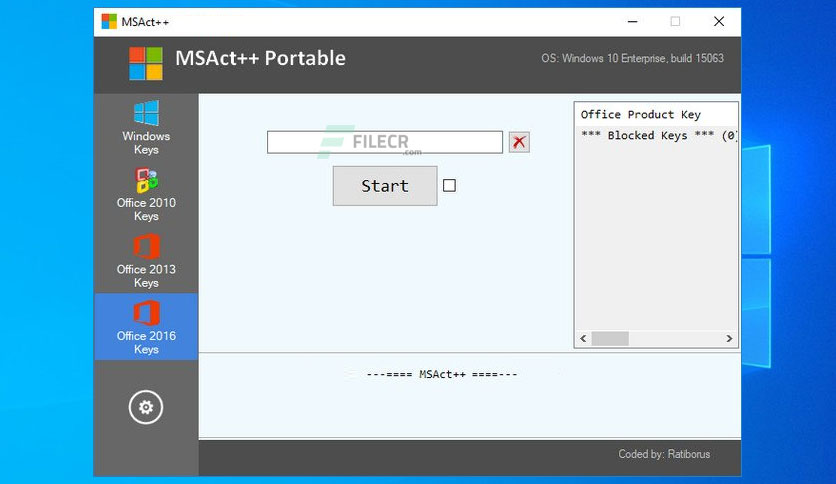 MSAct++
MSAct++ Portable
OS: Windows 10 Enterprise, build 15063
Windows
Keys
Office 2010
Keys
Office 2013
Keys
Office 2016
Keys
FILECR
.com
Start
Office Product Key
*** Blocked Keys *** (0)
---==== MSAct++ ====---
Coded by: Ratiborus